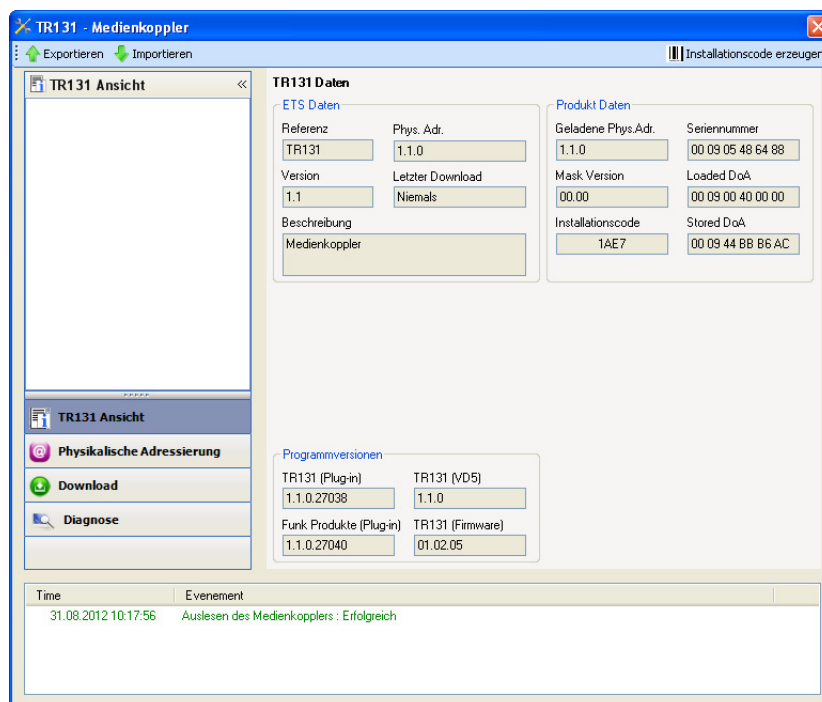 TR131 - Medienkoppler
Exportieren Importieren
Installationscode erzeugen
TR131 Ansicht
TR131 Daten
ETS Daten
Referenz
Phys. Adr.
TR131
1.1.0
Version
Letzter Download
1.1
Niemals
Beschreibung
Medienkoppler
Produkt Daten
Geladene Phys.Adr.
Seriennummer
1.1.0
00 09 05 48 64 88
Mask Version
Loaded DoA
00.00
00 09 00 40 00 00
Installationscode
Stored DoA
1AE7
00 09 44 BB B6 AC
TR131 Ansicht
Physikalische Adressierung
Download
Diagnose
Programmversionen
TR131 (Plug-in)
TR131 (VD5)
1.1.0.27038
1.1.0
Funk Produkte (Plug-in)
TR131 (Firmware)
1.1.0.27040
01.02.05
Time
Evenement
31.08.2012 10:17:56
Auslesen des Medienkopplers : Erfolgreich